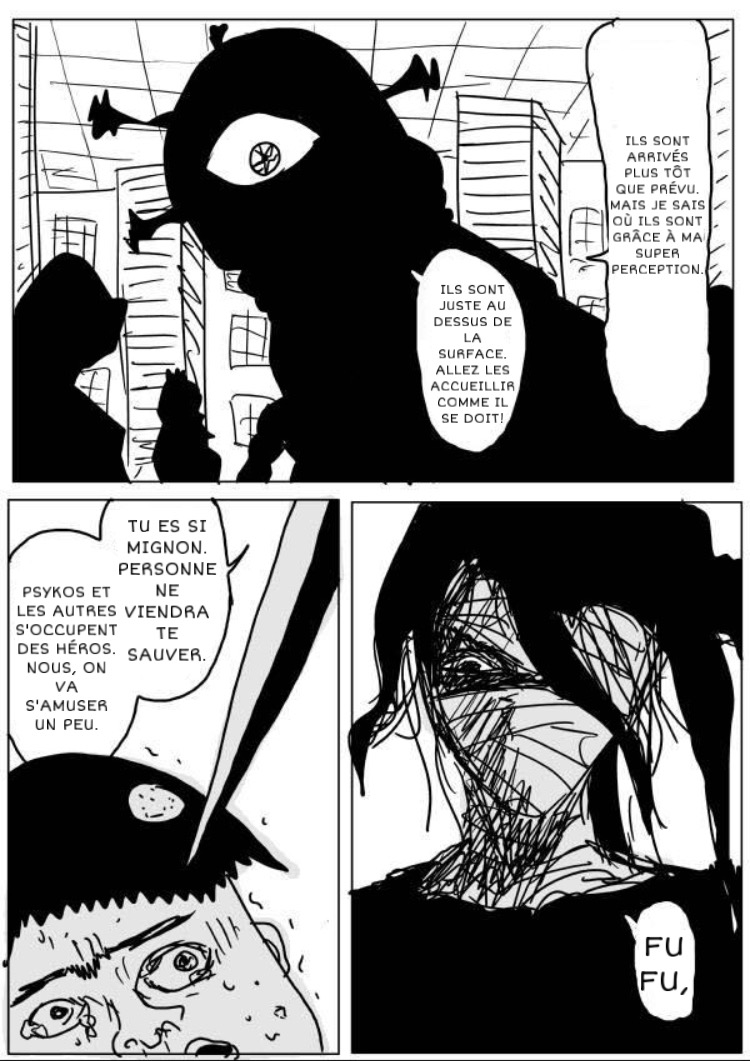 ILS SONT
ARRIVÉS
PLUS TÔT
QUE PRÉVU.
MAIS JE SAIS
OÙ ILS SONT
GRÂCE À MA
SUPER
PERCEPTION.
ILS SONT
JUSTE AU
DESSUS DE
LA
SURFACE.
ALLEZ LES
ACCUEILLIR
COMME IL
SE DOIT!
FU
FU,
TU ES SI
MIGNON.
PERSONNE
NE
VIENDRA
TE
SAUVER.
PSYKOS ET
LES AUTRES
S'OCCUPENT
DES HÉROS.
NOUS, ON
VA
S'AMUSER
UN PEU.